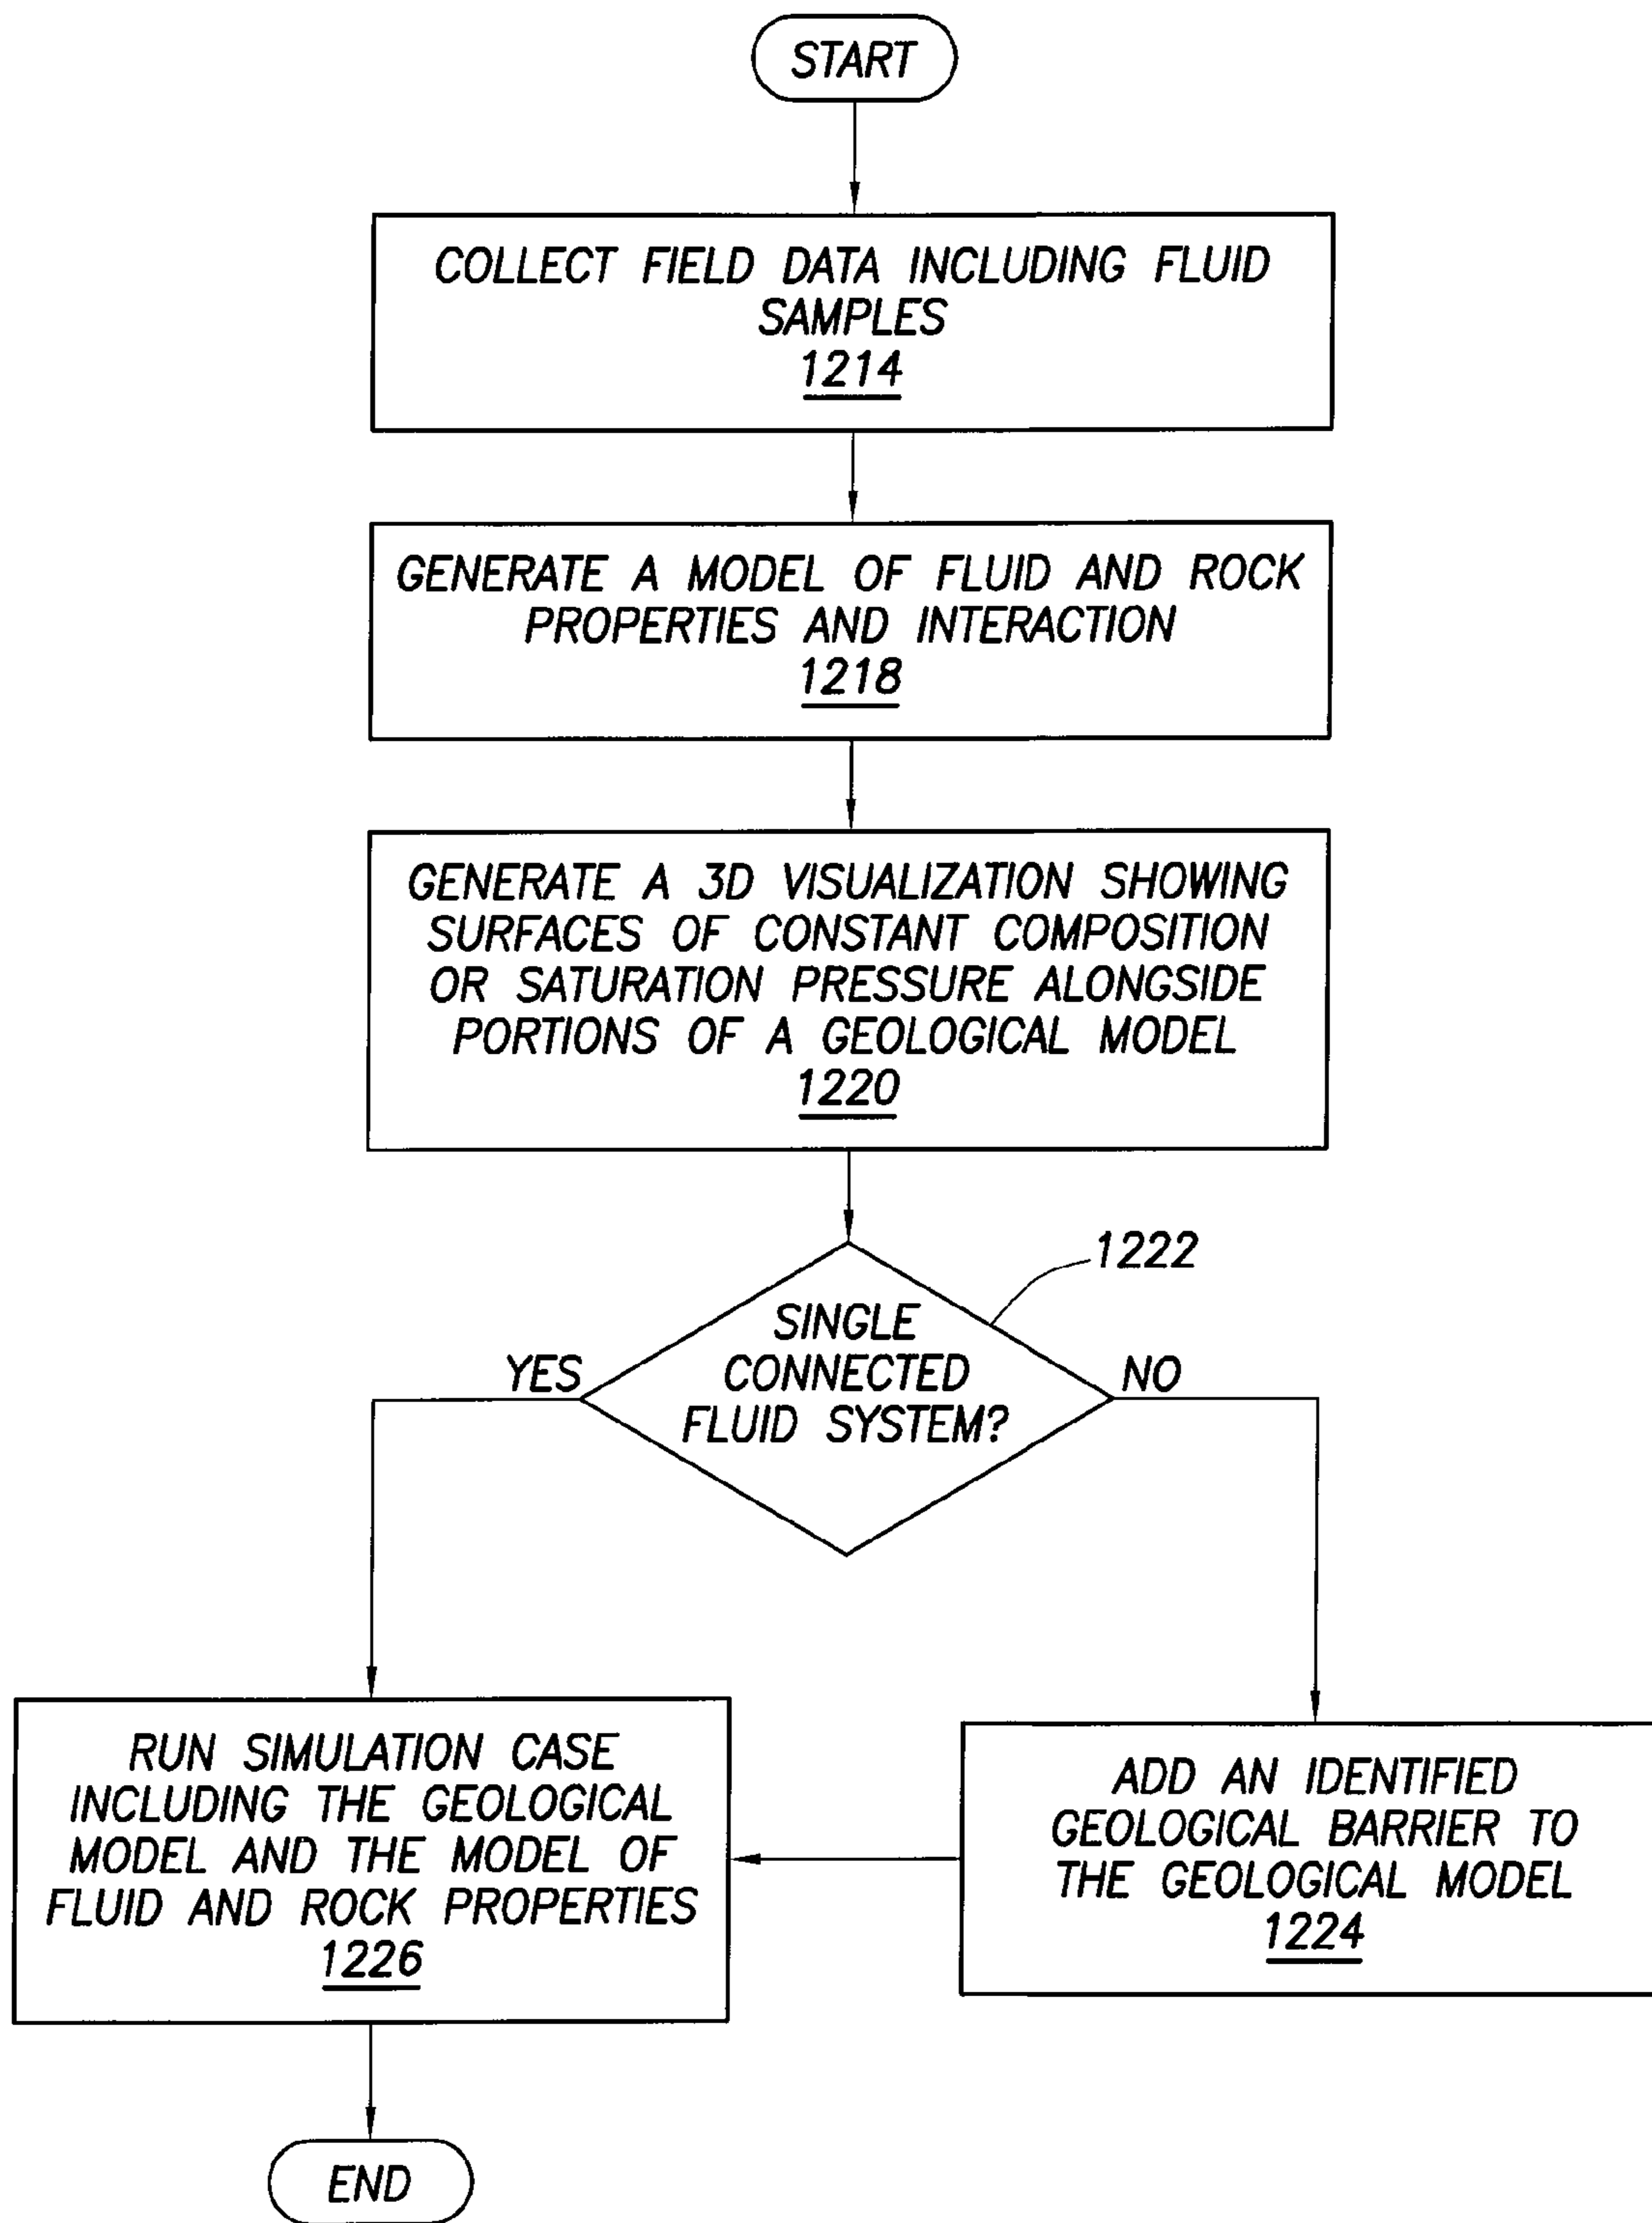 START
COLLECT FIELD DATA INCLUDING FLUID
SAMPLES
1214
GENERATE A MODEL OF FLUID AND ROCK
PROPERTIES AND INTERACTION
1218
GENERATE A 3D VISUALIZATION SHOWING
SURFACES OF CONSTANT COMPOSITION
OR SATURATION PRESSURE ALONGSIDE
PORTIONS OF A GEOLOGICAL MODEL
1220
1222
SINGLE
CONNECTED
FLUID SYSTEM?
YES
NO
RUN SIMULATION CASE
INCLUDING THE GEOLOGICAL
MODEL AND THE MODEL OF
FLUID AND ROCK PROPERTIES
1226
ADD AN IDENTIFIED
GEOLOGICAL BARRIER TO
THE GEOLOGICAL MODEL
1224
END